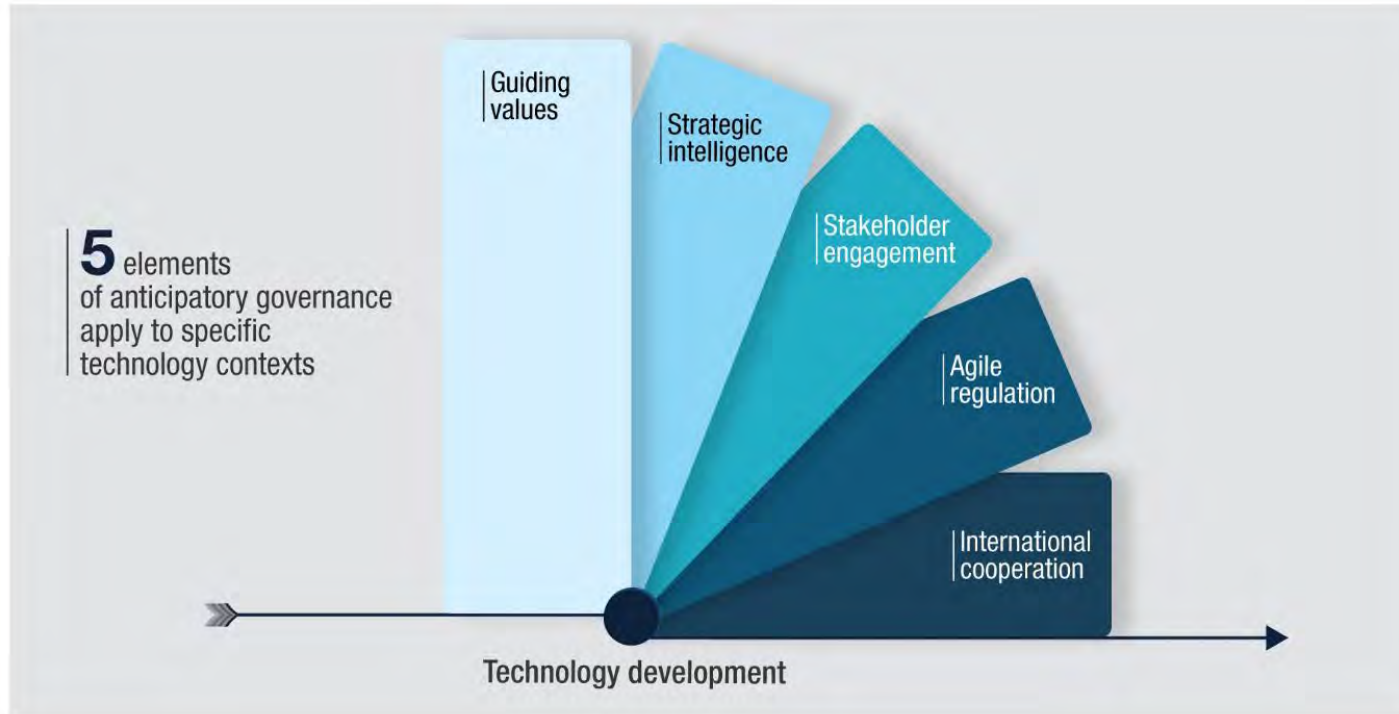 5 elements
of anticipatory governance
apply to specific
technology contexts
Guiding
values
Strategic
intelligence
Stakeholder
engagement
Agile
regulation
International
cooperation
Technology development